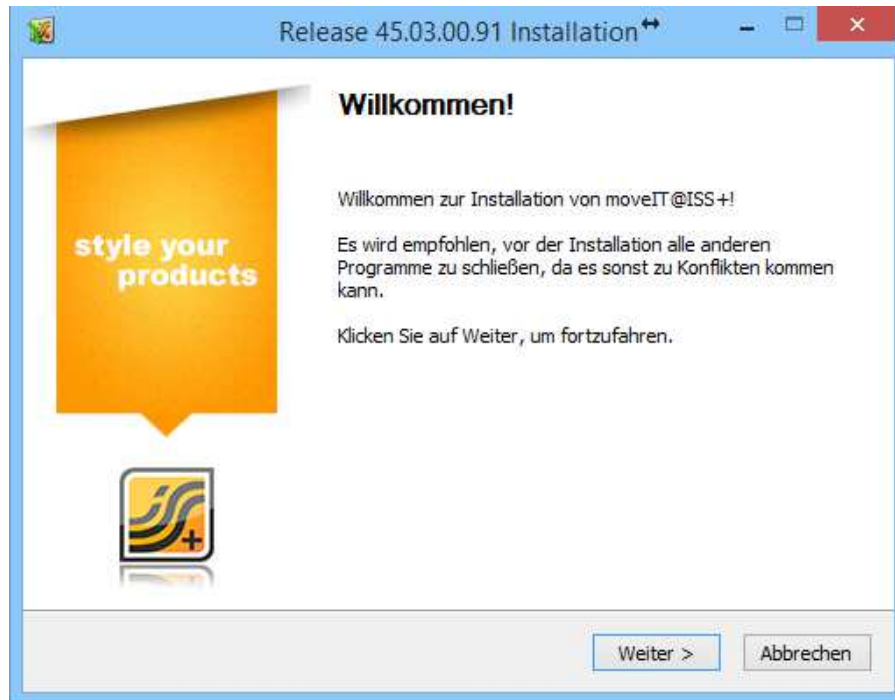 Release 45.03.00.91 Installation
Willkommen!
Willkommen zur Installation von moveIT@ISS+!
Es wird empfohlen, vor der Installation alle anderen
Programme zu schließen, da es sonst zu Konflikten kommen
kann.
Klicken Sie auf Weiter, um fortzufahren.
style your
products
Weiter >
Abbrechen